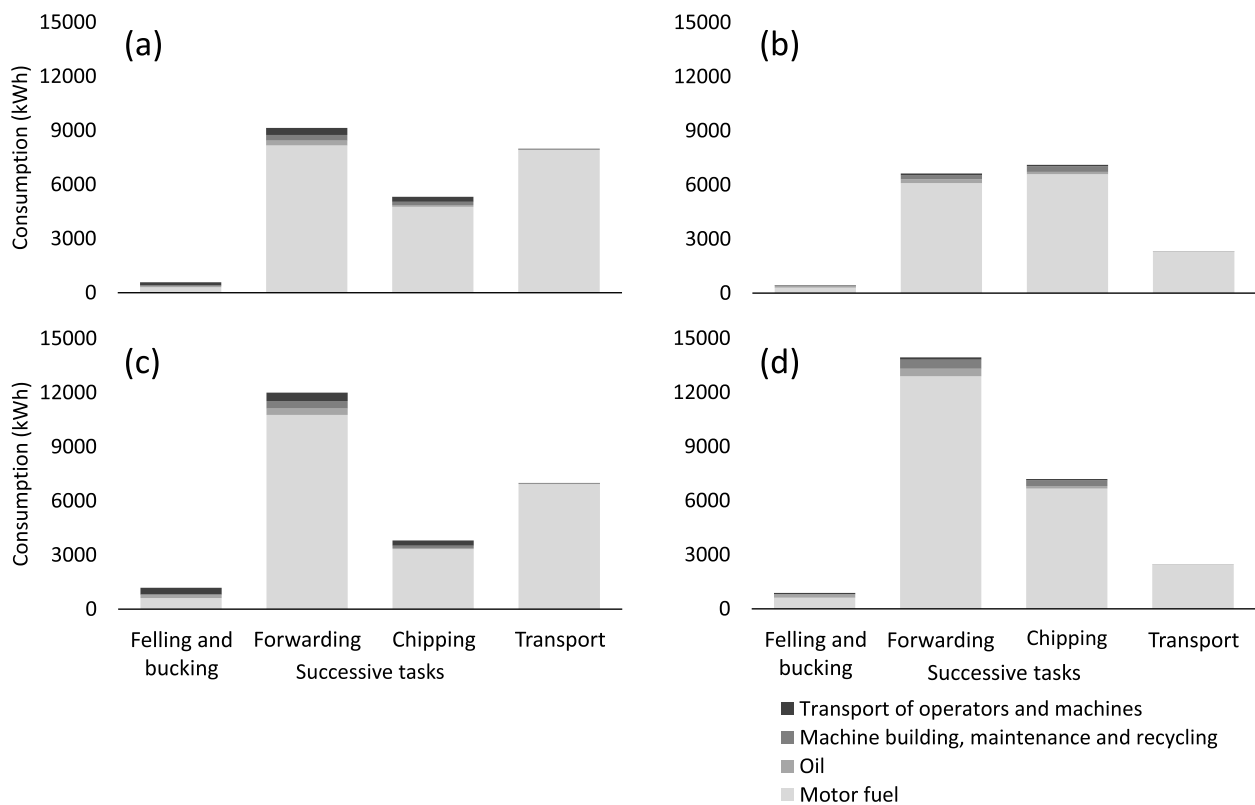 15000
(a)
12000
9000
6000
3000
0
Consumption (kWh)
15000
(b)
12000
9000
6000
3000
0
15000
(c)
12000
9000
6000
3000
0
Consumption (kWh)
Felling and
bucking
Forwarding
Chipping
Transport
Successive tasks
15000
(d)
12000
9000
6000
3000
0
Felling and
bucking
Forwarding
Chipping
Transport
Successive tasks
Transport of operators and machines
Machine building, maintenance and recycling
Oil
Motor fuel